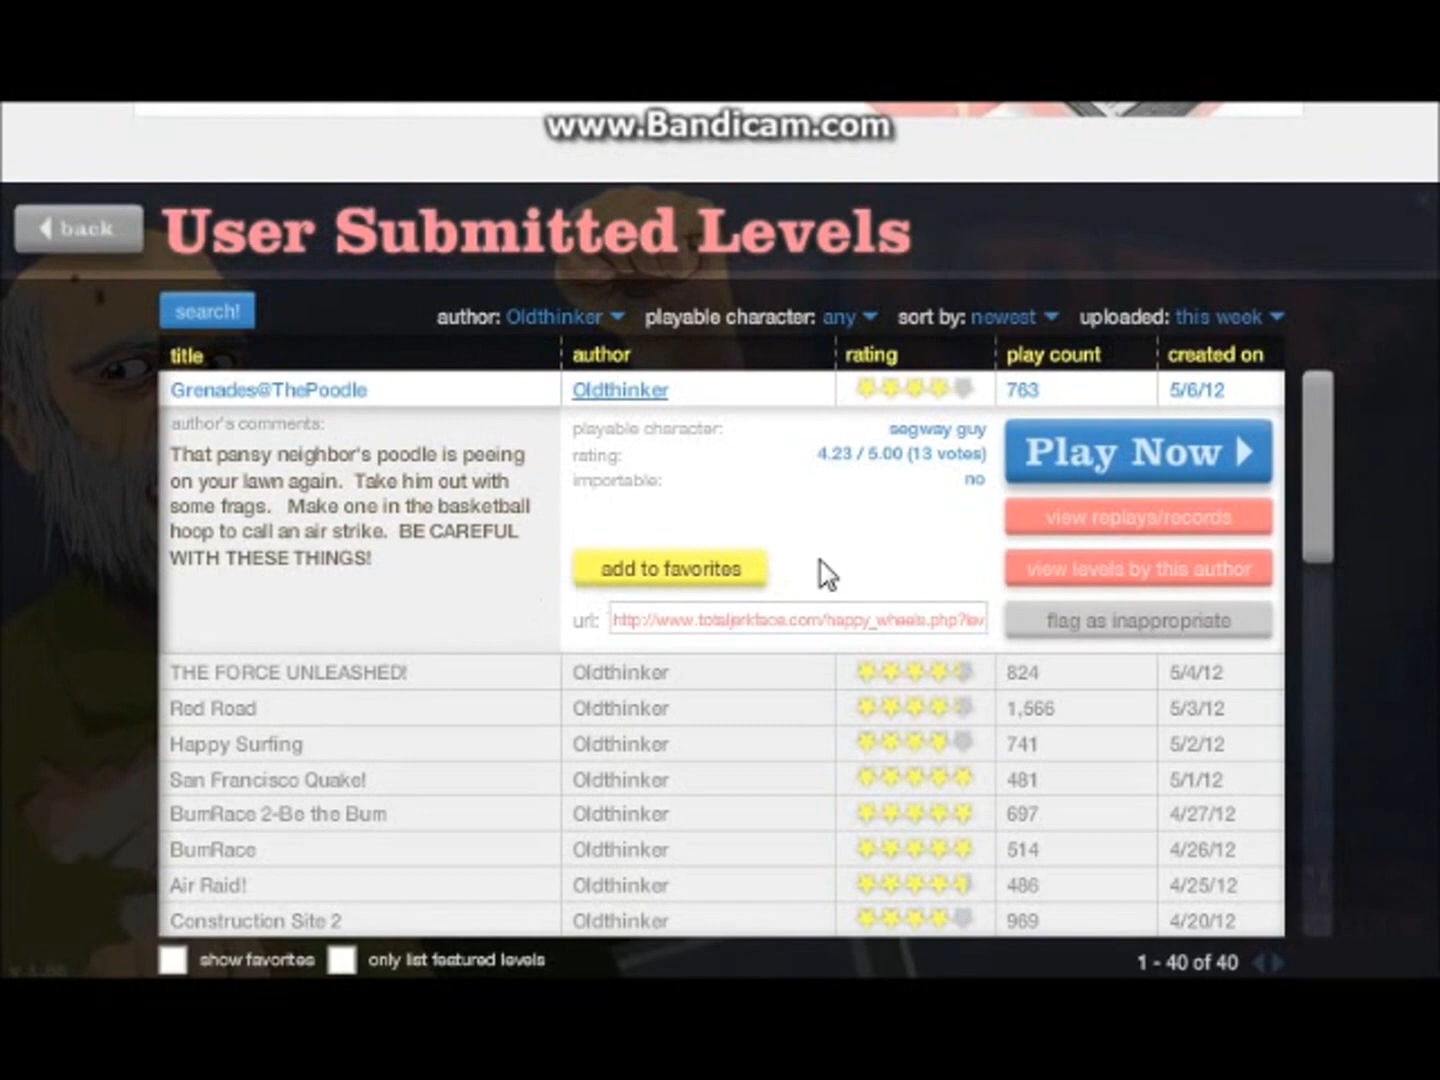 www.Bandicam.com
back
User Submitted Levels
search!
author: Oldthinker playable character: any sort by: newest uploaded: this week
title author rating play count created on
Grenades@ThePoodle Oldthinker 763 5/6/12
author's comments:
That pansy neighbor's poodle is peeing
on your lawn again. Take him out with
some frags. Make one in the basketball
hoop to call an air strike. BE CAREFUL
WITH THESE THINGS!
playable character: segway guy
rating: 4.23 / 5.00 (13 votes)
importable: no
add to favorites
url: http://www.totaljerkface.com/happy_wheels.php?lev
Play Now
view replays/records
view levels by this author
flag as inappropriate
THE FORCE UNLEASHED! Oldthinker 824 5/4/12
Red Road Oldthinker 1,566 5/3/12
Happy Surfing Oldthinker 741 5/2/12
San Francisco Quake! Oldthinker 481 5/1/12
BumRace 2-Be the Bum Oldthinker 697 4/27/12
BumRace Oldthinker 514 4/26/12
Air Raid! Oldthinker 486 4/25/12
Construction Site 2 Oldthinker 969 4/20/12
show favorites only list featured levels 1 - 40 of 40